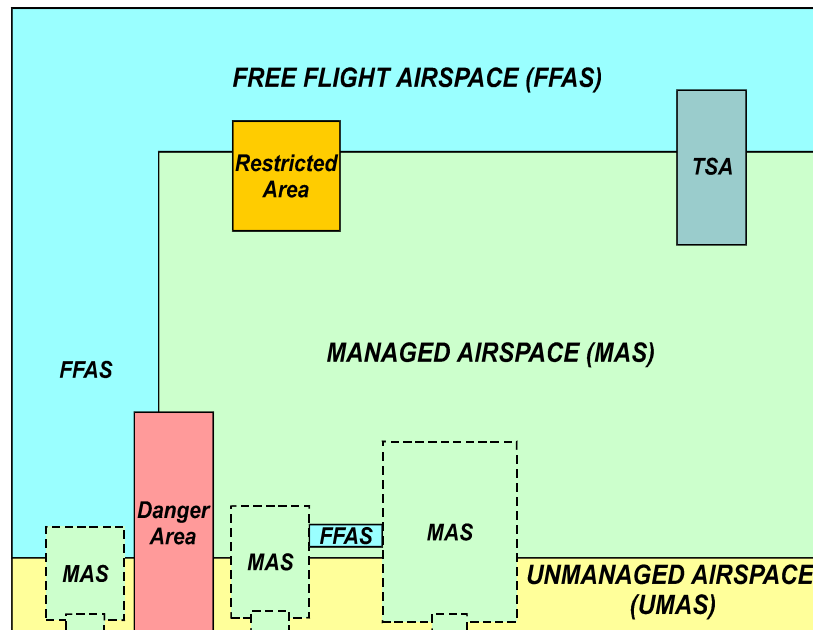 FREE FLIGHT AIRSPACE (FFAS)
Restricted
Area
TSA
MANAGED AIRSPACE (MAS)
FFAS
Danger
Area
MAS
MAS
FFAS
MAS
UNMANAGED AIRSPACE
(UMAS)